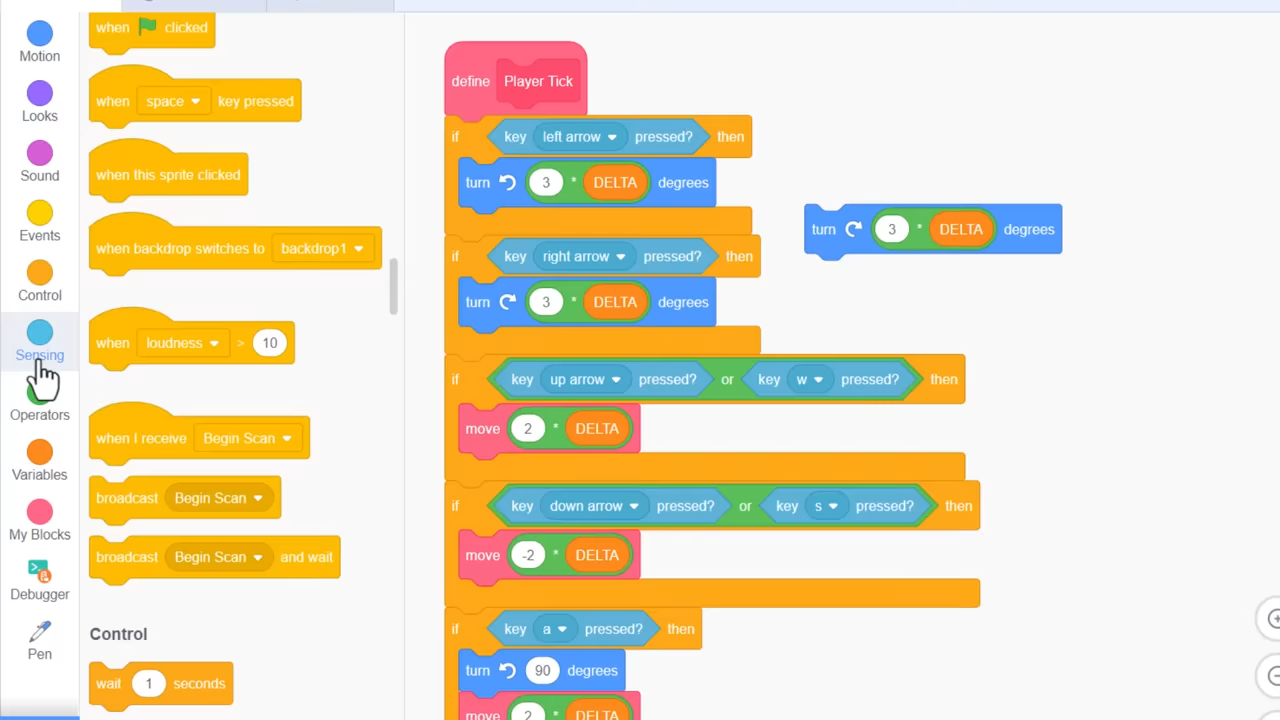 Motion
Looks
Sound
Events
Control
Sensing
Operators
Variables
My Blocks
Debugger
Pen
when clicked
when space key pressed
when this sprite clicked
when backdrop switches to backdrop1
when loudness > 10
when I receive Begin Scan
broadcast Begin Scan
broadcast Begin Scan and wait
Control
wait 1 seconds
define Player Tick
if key left arrow pressed? then
turn 3 * DELTA degrees
if key right arrow pressed? then
turn 3 * DELTA degrees
if key up arrow pressed? or key w pressed? then
move 2 * DELTA
if key down arrow pressed? or key s pressed? then
move -2 * DELTA
if key a pressed? then
turn 90 degrees
move 2 * DELTA
turn 3 * DELTA degrees